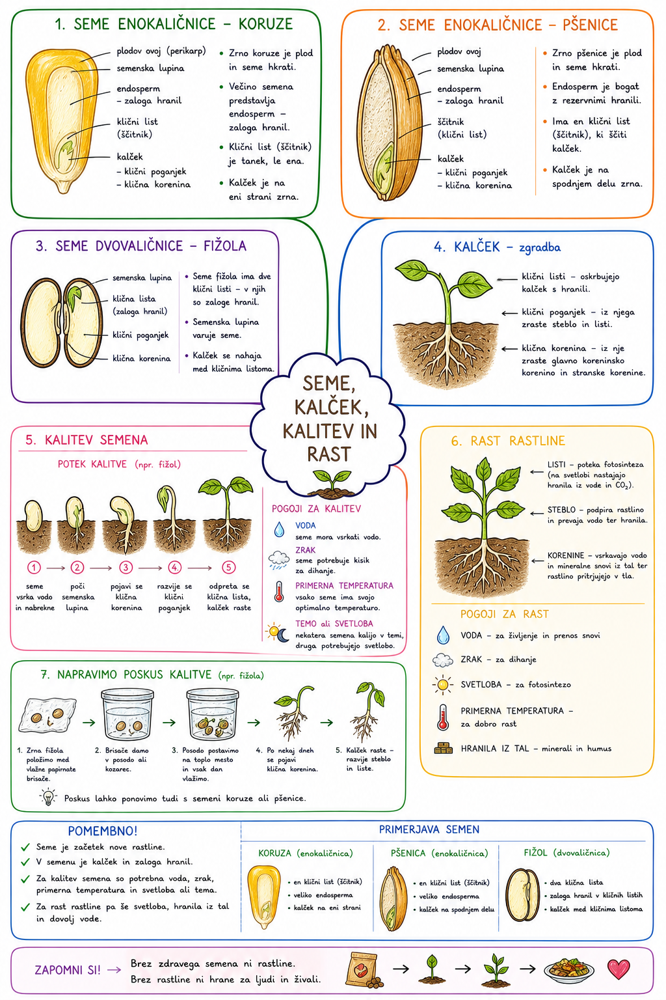 1. SEME ENOKALIČNICE – KORUZE
plodov ovoj (perikarp)
semenska lupina
endosperm
– zaloga hranil
klični list
(ščitnik)
kalček
– klični poganjek
– klična korenina
• Zrno koruze je plod
in seme hkrati.
• Večino semena
predstavlja
endosperm –
zaloga hranil.
• Klični list (ščitnik)
je tanek, le ena.
• Kalček je na
eni strani zrna.
2. SEME ENOKALIČNICE – PŠENICE
plodov ovoj
semenska lupina
endosperm
– zaloga hranil
ščitnik
(klični list)
kalček
– klični poganjek
– klična korenina
• Zrno pšenice je plod
in seme hkrati.
• Endosperm je bogat
z rezervnimi hranili.
• Ima en klični list
(ščitnik), ki ščiti
kalček.
• Kalček je na
spodnjem delu zrna.
3. SEME DVOVALIČNICE – FIŽOLA
semenska lupina
klična lista
(zaloga hranil)
klični poganjek
klična korenina
• Seme fižola ima dve
klični listi – v njih
so zaloge hranil.
• Semenska lupina
varuje seme.
• Kalček se nahaja
med kličnima listoma.
4. KALČEK – zgradba
klični listi – oskrbujejo
kalček s hranili.
klični poganjek – iz njega
zraste steblo in listi.
klična korenina – iz nje
zraste glavno koreninsko
korenino in stranske korenine.
SEME,
KALČEK,
KALITEV IN
RAST
5. KALITEV SEMENA
POTEK KALITVE (npr. fižol)
1
2
3
4.
5
seme
vsrka vodo
in nabrekne
poči
semenska
lupina
pojavi se
klična
korenina
razvije se
klični
poganjek
odpreta se
klična lista,
kalček raste
POGOJI ZA KALITEV
VODA
seme mora vsrkati vodo.
ZRAK
seme potrebuje kisik
za dihanje.
PRIMERNA TEMPERATURA
vsako seme ima svojo
optimalno temperaturo.
TEMO ali SVETLOBA
nekatera semena kalijo v temi,
druga potrebujejo svetlobo.
6. RAST RASTLINE
LISTI – poteka fotosinteza
(na svetlobi nastajajo
hranila iz vode in CO₂).
STEBLO – podpira rastlino
in prevaja vodo ter hranila.
KORENINE – vsrkavajo vodo
in mineralne snovi iz tal ter
rastlino pritrjujejo v tla.
POGOJI ZA RAST
VODA – za življenje in prenos snovi
ZRAK – za dihanje
SVETLOBA – za fotosintezo
PRIMERNA TEMPERATURA –
za dobro rast
HRANILA IZ TAL – minerali in humus
7. NAPRAVIMO POSKUS KALITVE (npr. fižola)
1. Zrna fižola
položimo med
vlažne papirnate
brisače.
2. Brisače damo
v posodo ali
kozarec.
3. Posodo postavimo
na toplo mesto
in vsak dan
vlažimo.
4. Po nekaj dneh
se pojavi
klična korenina.
5. Kalček raste –
razvije steblo
in liste.
Poskus lahko ponovimo tudi s semeni koruze ali pšenice.
POMEMBNO!
✓ Seme je začetek nove rastline.
✓ V semenu je kalček in zaloga hranil.
✓ Za kalitev semena so potrebna voda, zrak,
primerna temperatura in svetloba ali tema.
✓ Za rast rastline pa še svetloba, hranila iz tal
in dovolj vode.
PRIMERJAVA SEMEN
KORUZA (enokaličnica)
• en klični list (ščitnik)
• veliko endosperma
• kalček na eni strani
PŠENICA (enokaličnica)
• en klični list (ščitnik)
• veliko endosperma
• kalček na spodnjem delu
FIŽOL (dvovaličnica)
• dva klična lista
• zaloga hranil v kličnih listih
• kalček med kličnima listoma
ZAPOMNI SI! →
Brez zdravega semena ni rastline.
Brez rastline ni hrane za ljudi in živali.